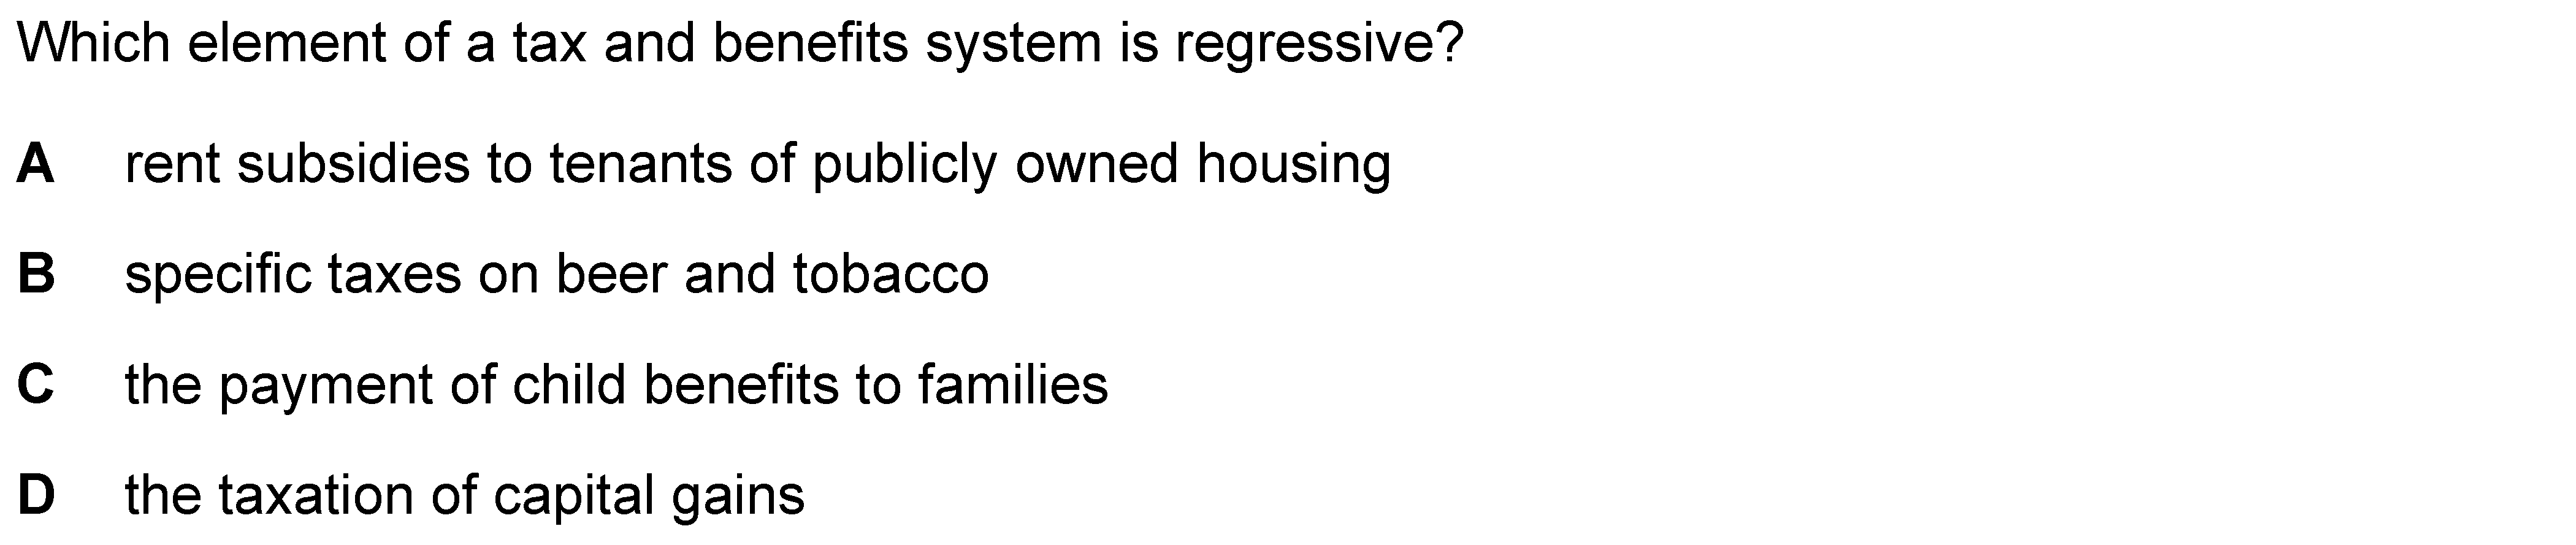 Which element of a tax and benefits system is regressive?
A rent subsidies to tenants of publicly owned housing
B specific taxes on beer and tobacco
C the payment of child benefits to families
D the taxation of capital gains